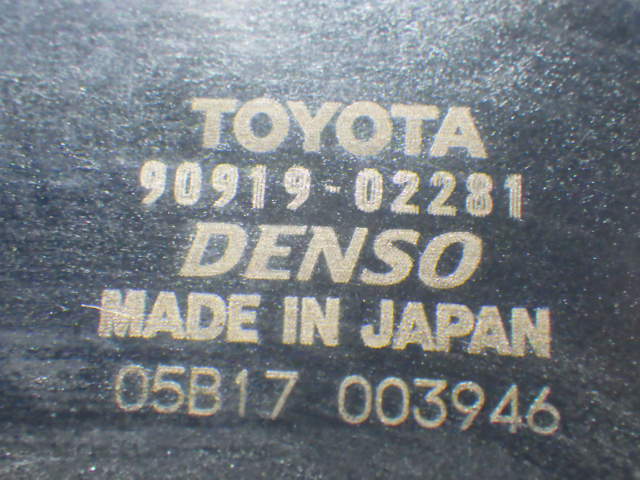 TOYOTA
90919-02281
DENSO
MADE IN JAPAN
05B17 003946